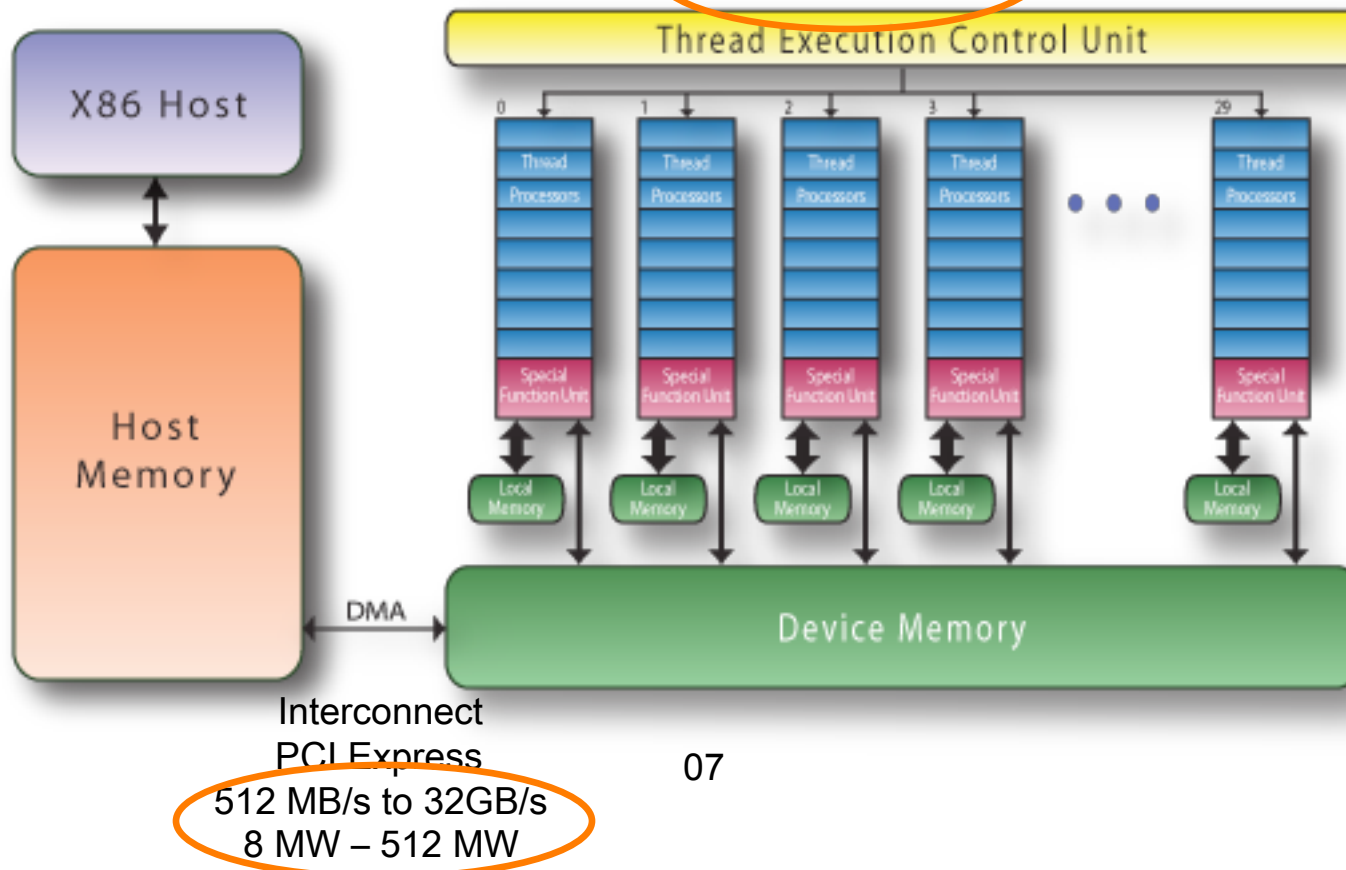 Thread Execution Control Unit
X86 Host
0 1 2 3 29
Thread Thread Thread Thread Thread
Processors Processors Processors Processors Processors
Special Special Special Special Special
Function Unit Function Unit Function Unit Function Unit Function Unit
Host
Memory
Local Local Local Local Local
Memory Memory Memory Memory Memory
DMA
Device Memory
Interconnect
PCI Express
07
512 MB/s to 32GB/s
8 MW – 512 MW